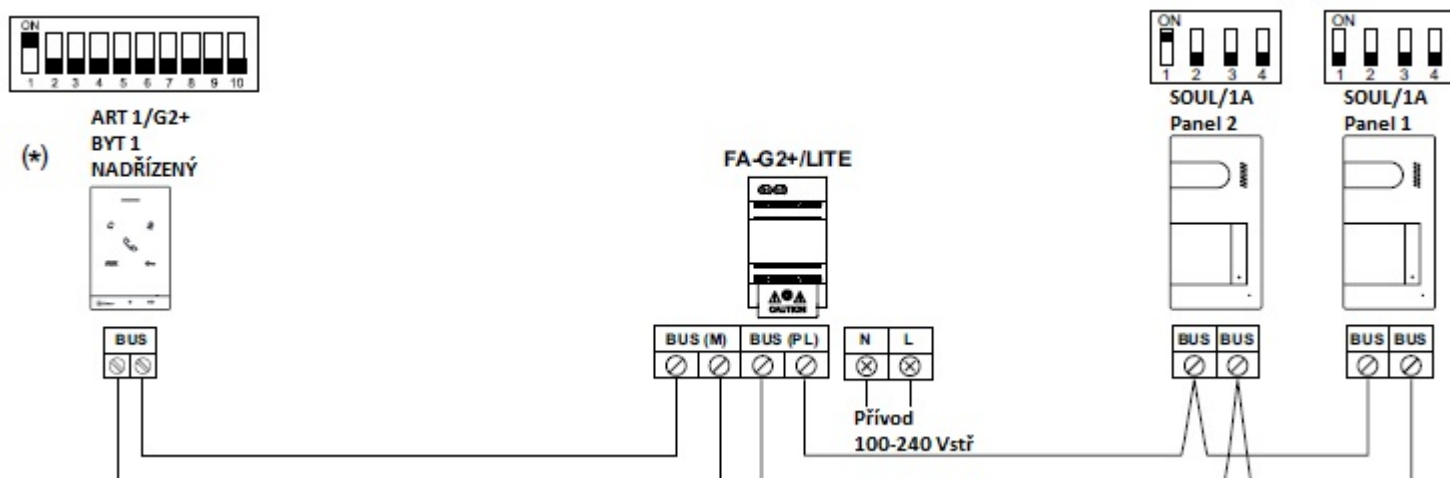 ON
1 2 3 4 5 6 7 8 9 10
ON
1 2 3 4
ON
1 2 3 4
ART 1/G2+
BYT 1
NADŘÍZENÝ
(*)
SOUL/1A
Panel 2
SOUL/1A
Panel 1
FA-G2+/LITE
CAUTION
BUS
BUS (M) BUS (PL) N L
BUS BUS
BUS BUS
Přívod
100-240 Vstř